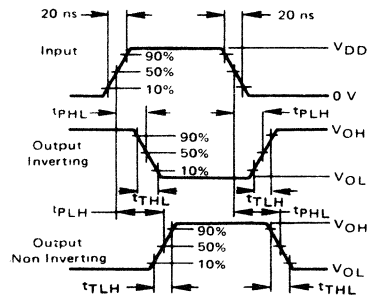 20 ns
20 ns
Input
90%
50%
10%
VDD
0 V
tPHL
tPLH
Output
Inverting
90%
50%
10%
VOH
VOL
tTHL
tTLH
tPLH
tPHL
Output
Non Inverting
90%
50%
10%
VOH
VOL
tTLH
tTHL